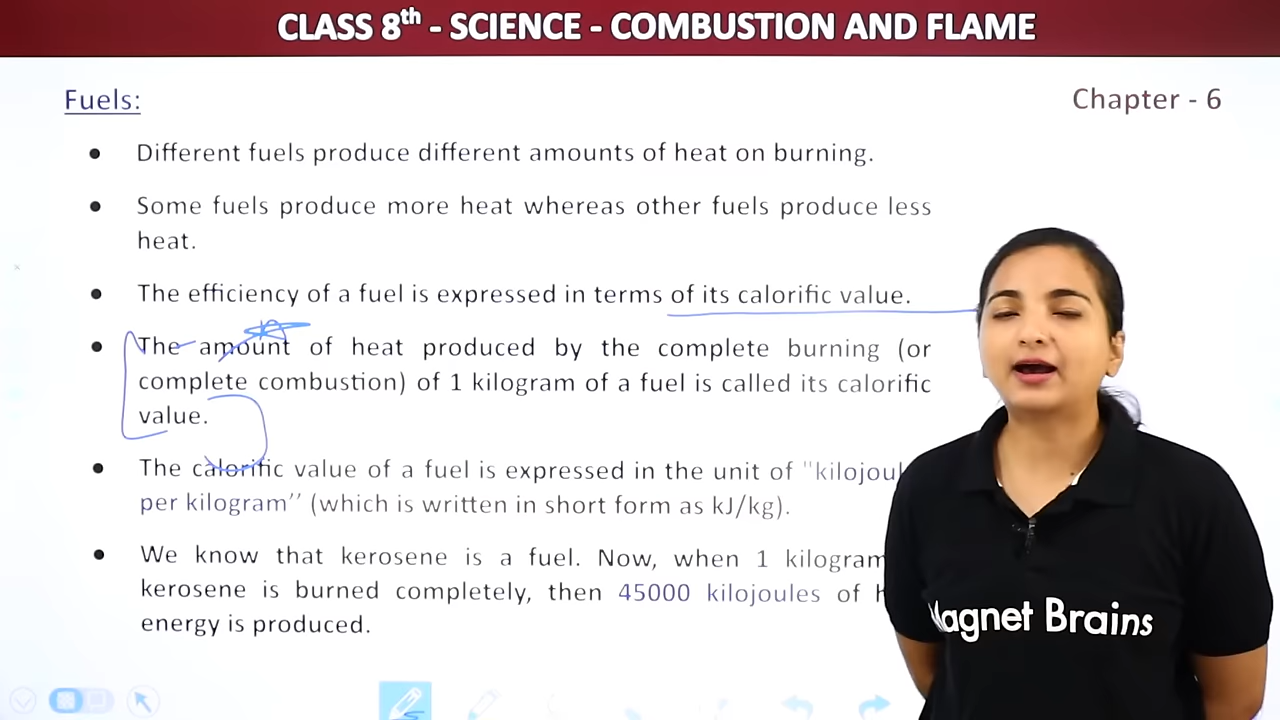 CLASS 8th - SCIENCE - COMBUSTION AND FLAME
Fuels:
Chapter - 6
• Different fuels produce different amounts of heat on burning.
• Some fuels produce more heat whereas other fuels produce less
heat.
• The efficiency of a fuel is expressed in terms of its calorific value.
• The amount of heat produced by the complete burning (or
complete combustion) of 1 kilogram of a fuel is called its calorific
value.
• The calorific value of a fuel is expressed in the unit of "kilojoul
per kilogram’’ (which is written in short form as kJ/kg).
• We know that kerosene is a fuel. Now, when 1 kilogram
kerosene is burned completely, then 45000 kilojoules of h
energy is produced.
Magnet Brains